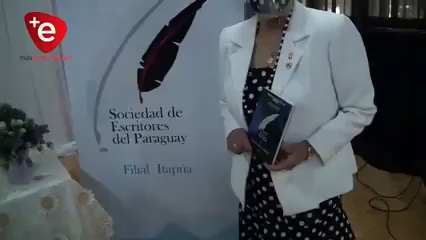 +e
Sociedad de
Escritores
del Paraguay
Filial Itapúa